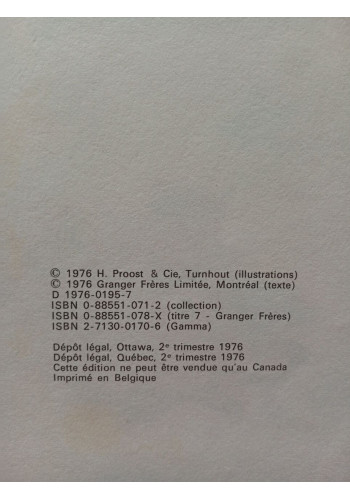 © 1976 H. Proost & Cie, Turnhout (illustrations)
© 1976 Granger Frères Limitée, Montréal (texte)
D 1976-0195-7
ISBN 0-88551-071-2 (collection)
ISBN 0-88551-078-X (titre 7 - Granger Frères)
ISBN 2-7130-0170-6 (Gamma)
Dépôt légal, Ottawa, 2e trimestre 1976
Dépôt légal, Québec, 2e trimestre 1976
Cette édition ne peut être vendue qu'au Canada
Imprimé en Belgique